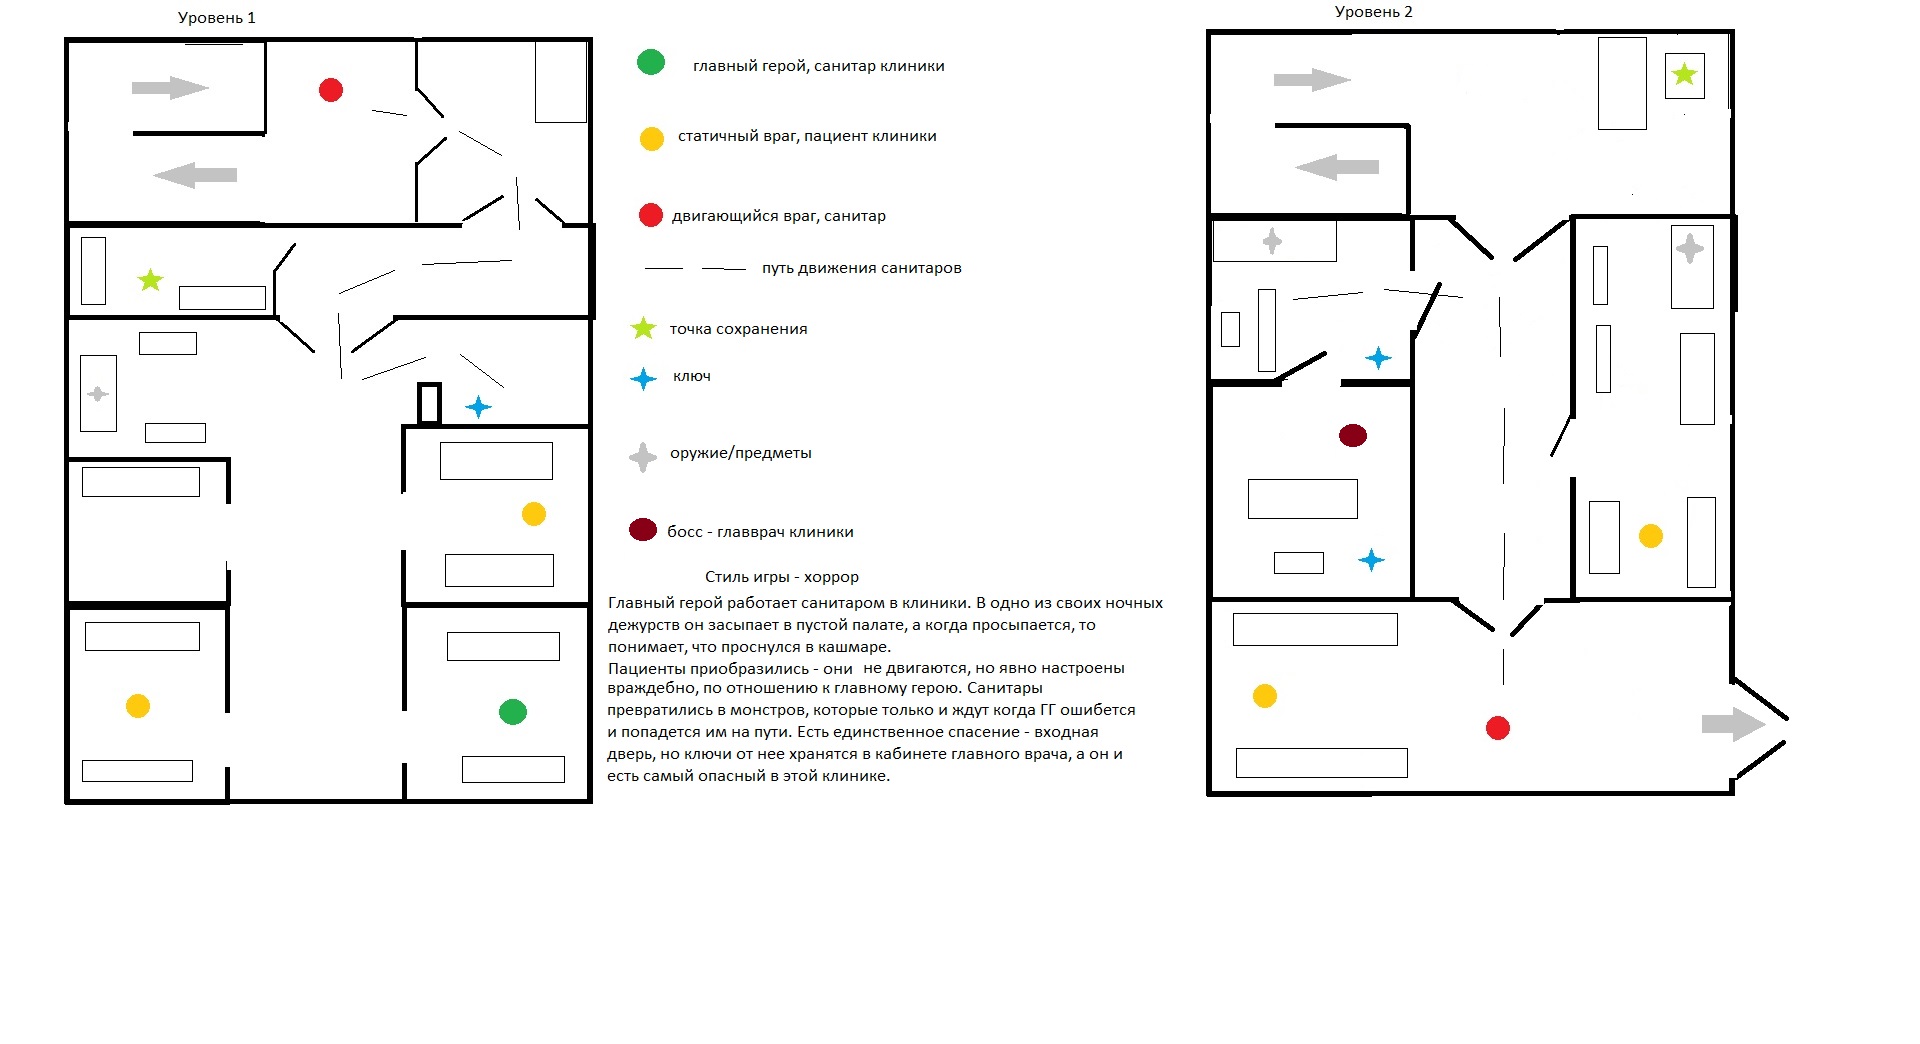 Уровень 1
Уровень 2
главный герой, санитар клиники
статичный враг, пациент клиники
двигающийся враг, санитар
путь движения санитаров
точка сохранения
ключ
оружие/предметы
босс - главврач клиники
Стиль игры - хоррор
Главный герой работает санитаром в клиники. В одно из своих ночных
дежурств он засыпает в пустой палате, а когда просыпается, то
понимает, что проснулся в кашмаре.
Пациенты приобразились - они не двигаются, но явно настроены
враждебно, по отношению к главному герою. Санитары
превратились в монстров, которые только и ждут когда ГГ ошибется
и попадется им на пути. Есть единственное спасение - входная
дверь, но ключи от нее хранятся в кабинете главного врача, а он и
есть самый опасный в этой клинике.